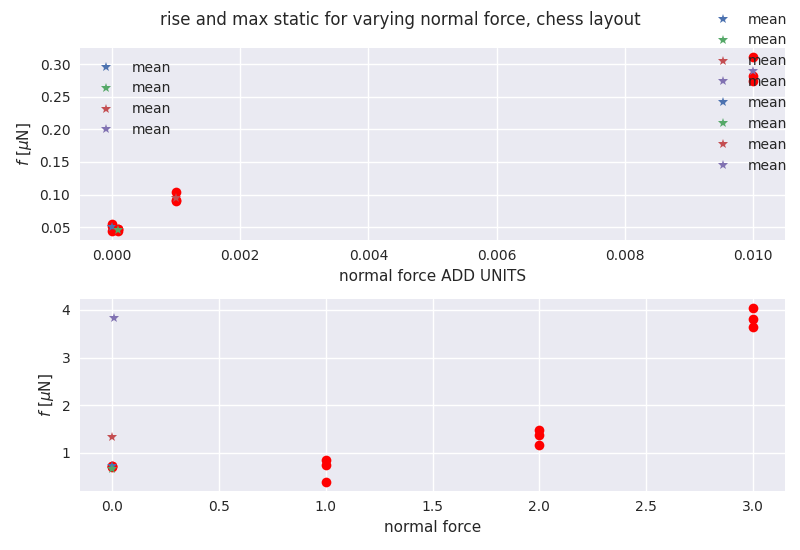 rise and max static for varying normal force, chess layout
mean
mean
mean
mean
mean
mean
mean
mean
mean
mean
mean
mean
f [μN]
0.30
0.25
0.20
0.15
0.10
0.05
0.000 0.002 0.004 0.006 0.008 0.010
normal force ADD UNITS
f [μN]
4
3
2
1
0.0 0.5 1.0 1.5 2.0 2.5 3.0
normal force